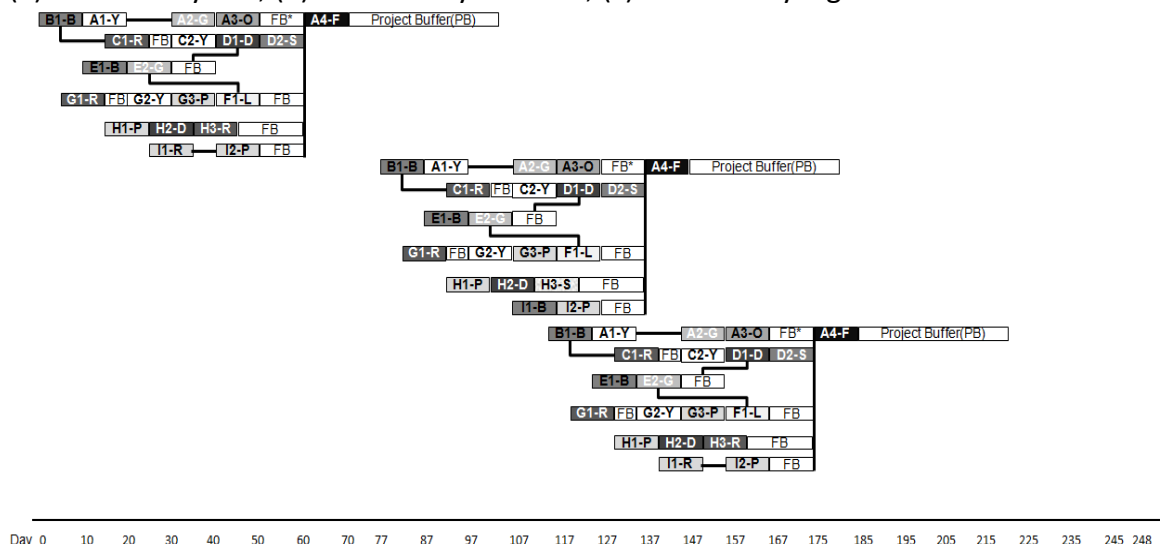 B1-B A1-Y A2-G A3-O FB* A4-F Project Buffer(PB)
C1-R FB C2-Y D1-D D2-S
E1-B E2-G FB
G1-R FB G2-Y G3-P F1-L FB
H1-P H2-D H3-R FB
I1-R I2-P FB
B1-B A1-Y A2-G A3-O FB* A4-F Project Buffer(PB)
C1-R FB C2-Y D1-D D2-S
E1-B E2-G FB
G1-R FB G2-Y G3-P F1-L FB
H1-P H2-D H3-S FB
I1-B I2-P FB
B1-B A1-Y A2-G A3-O FB* A4-F Project Buffer(PB)
C1-R FB C2-Y D1-D D2-S
E1-B E2-G FB
G1-R FB G2-Y G3-P F1-L FB
H1-P H2-D H3-R FB
I1-R I2-P FB
Day 0 10 20 30 40 50 60 70 77 87 97 107 117 127 137 147 157 167 175 185 195 205 215 225 235 245 248